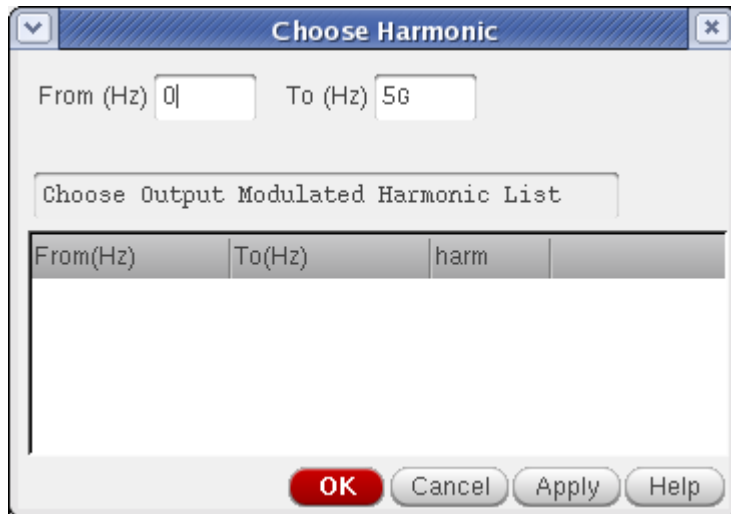 Choose Harmonic
From (Hz) 0 To (Hz) 5G
Choose Output Modulated Harmonic List
From(Hz) To(Hz) harm
OK Cancel Apply Help